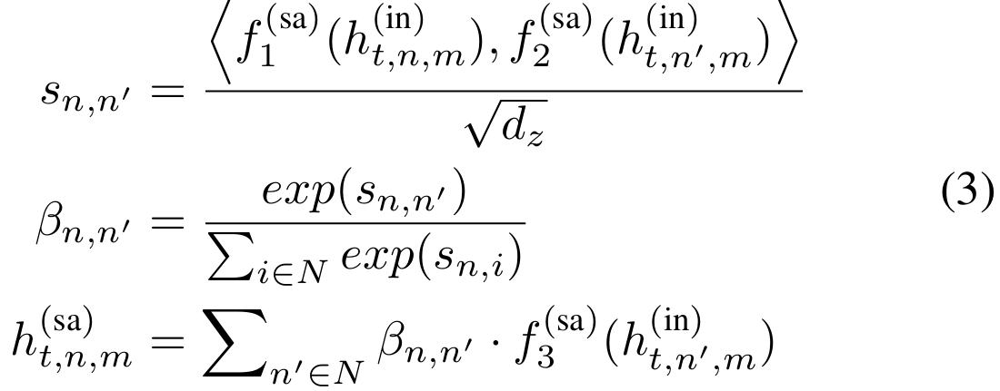 $s_{n,n'} = \frac{\left\langle f_1^{(\text{sa})}(h_{t,n,m}^{(\text{in})}), f_2^{(\text{sa})}(h_{t,n',m}^{(\text{in})}) \right\rangle}{\sqrt{d_z}}$
$\beta_{n,n'} = \frac{exp(s_{n,n'})}{\sum_{i \in N} exp(s_{n,i})}$ (3)
$h_{t,n,m}^{(\text{sa})} = \sum_{n' \in N} \beta_{n,n'} \cdot f_3^{(\text{sa})}(h_{t,n',m}^{(\text{in})})$